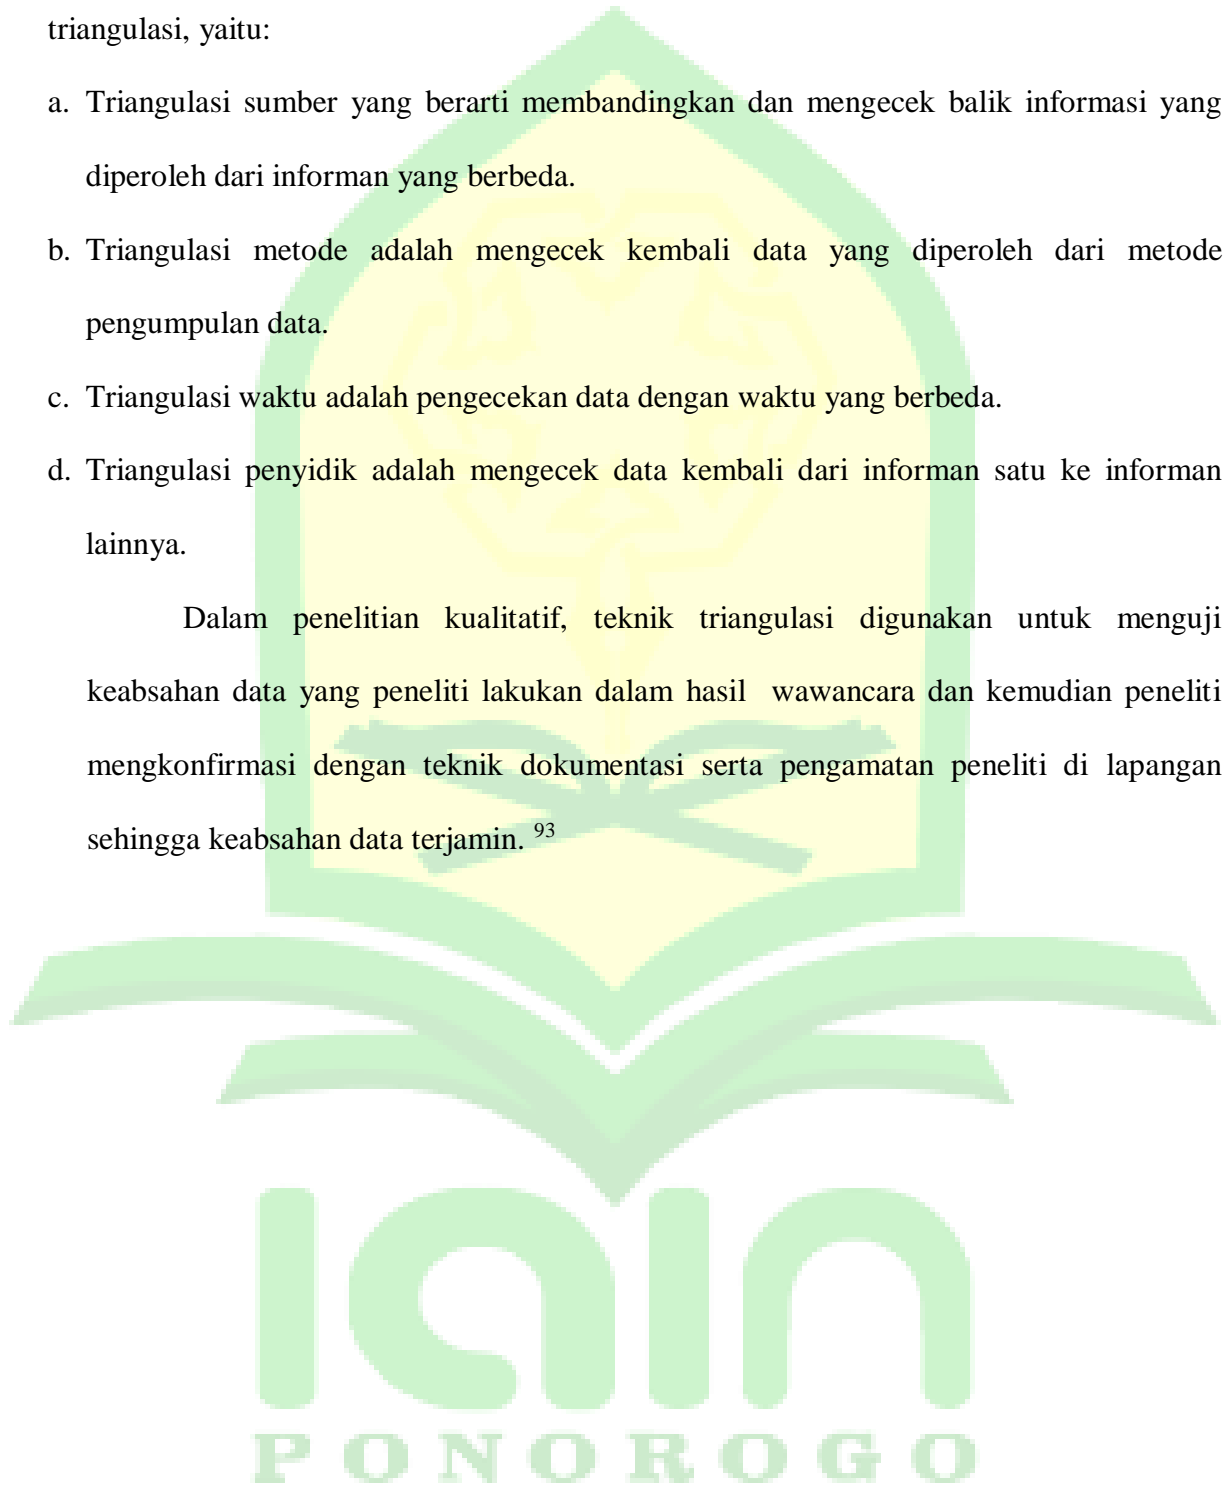 triangulasi, yaitu:
a. Triangulasi sumber yang berarti membandingkan dan mengecek balik informasi yang
diperoleh dari informan yang berbeda.
b. Triangulasi metode adalah mengecek kembali data yang diperoleh dari metode
pengumpulan data.
c. Triangulasi waktu adalah pengecekan data dengan waktu yang berbeda.
d. Triangulasi penyidik adalah mengecek data kembali dari informan satu ke informan
lainnya.
Dalam penelitian kualitatif, teknik triangulasi digunakan untuk menguji
keabsahan data yang peneliti lakukan dalam hasil wawancara dan kemudian peneliti
mengkonfirmasi dengan teknik dokumentasi serta pengamatan peneliti di lapangan
sehingga keabsahan data terjamin. 93
iain
PONOROGO